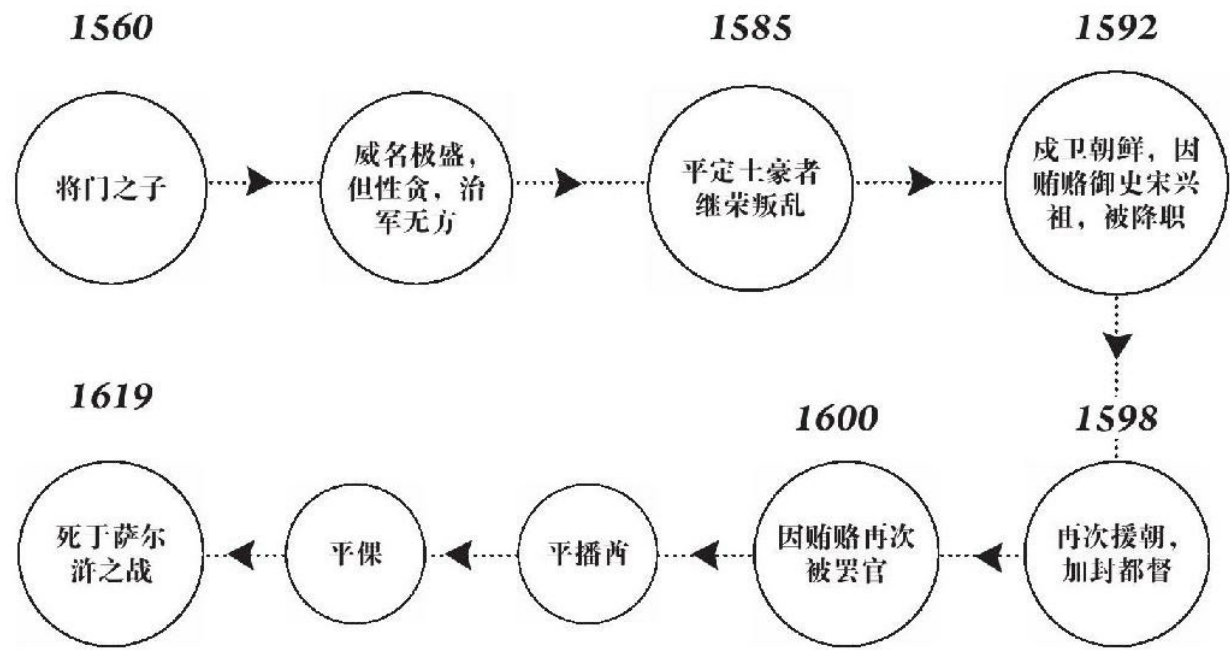 1560
将门之子
威名极盛,
但性贪,治
军无方
1585
平定土豪者
继荣叛乱
1592
戍卫朝鲜,因
贿赂御史宋兴
祖,被降职
1598
再次援朝,
加封都督
1600
因贿赂再次
被罢官
平播酋
平倮
1619
死于萨尔
浒之战